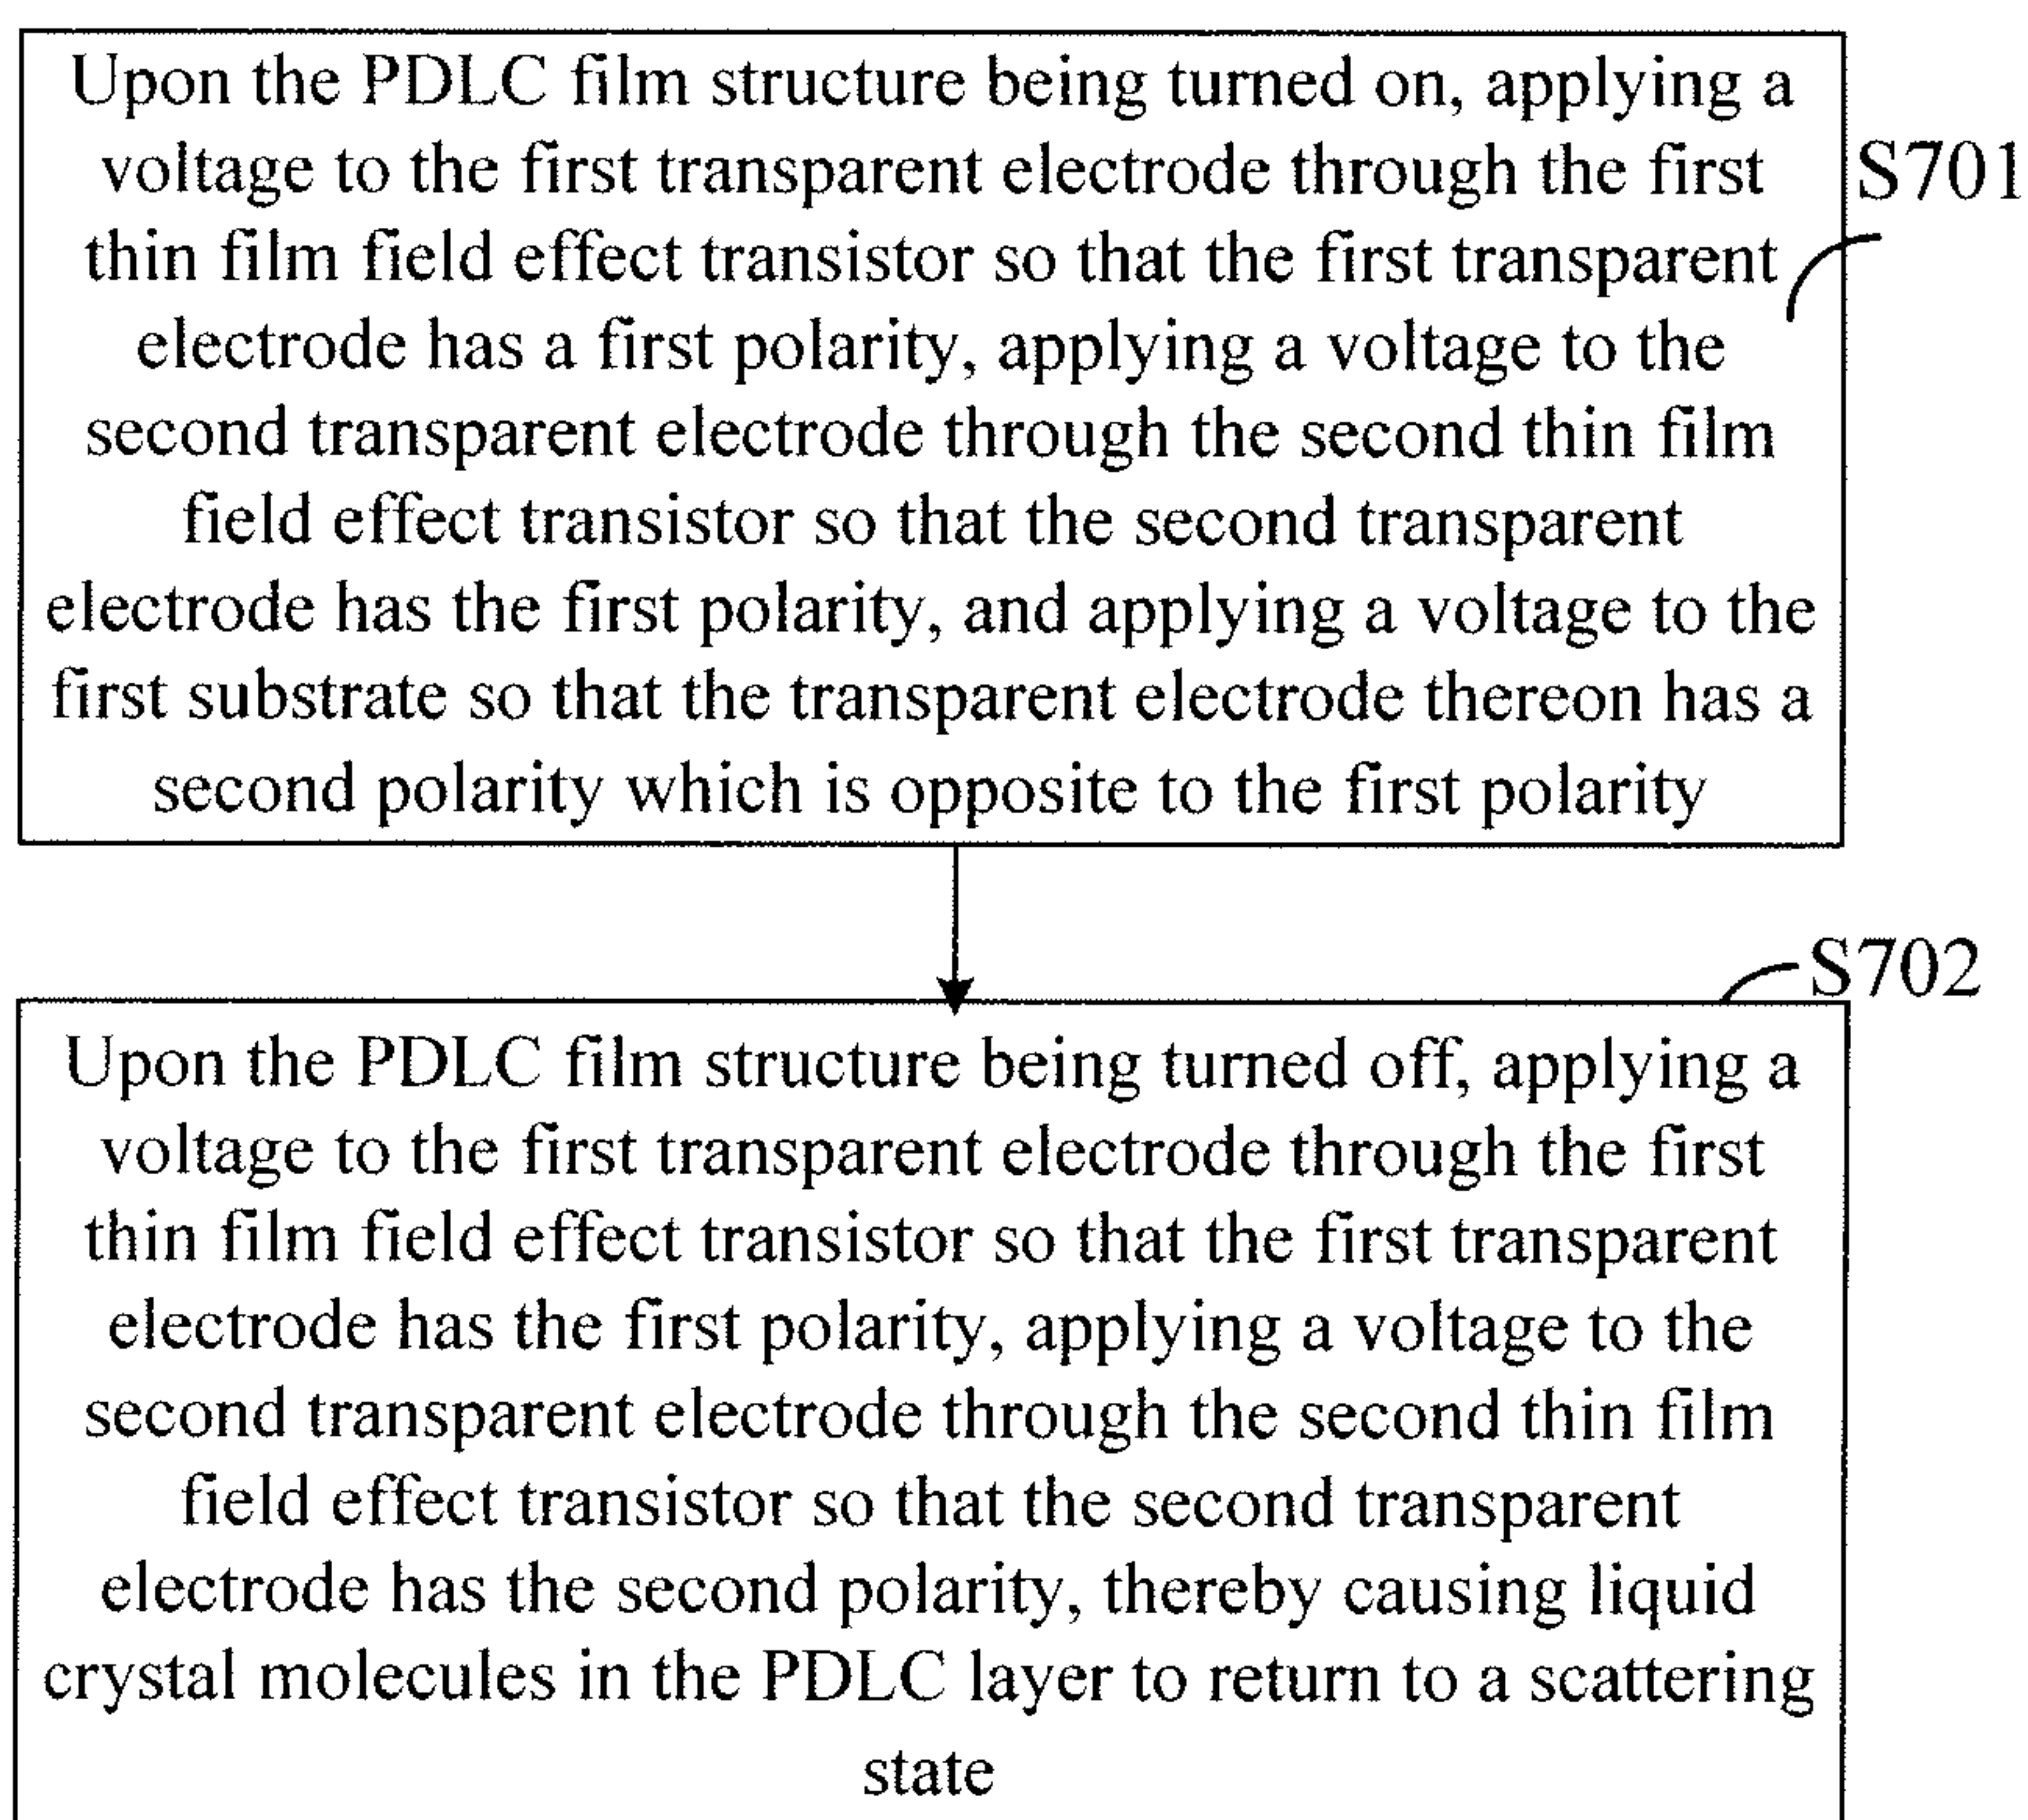 Upon the PDLC film structure being turned on, applying a
voltage to the first transparent electrode through the first
S701
thin film field effect transistor so that the first transparent
electrode has a first polarity, applying a voltage to the
second transparent electrode through the second thin film
field effect transistor so that the second transparent
electrode has the first polarity, and applying a voltage to the
first substrate so that the transparent electrode thereon has a
second polarity which is opposite to the first polarity
S702
Upon the PDLC film structure being turned off, applying a
voltage to the first transparent electrode through the first
thin film field effect transistor so that the first transparent
electrode has the first polarity, applying a voltage to the
second transparent electrode through the second thin film
field effect transistor so that the second transparent
electrode has the second polarity, thereby causing liquid
crystal molecules in the PDLC layer to return to a scattering
state